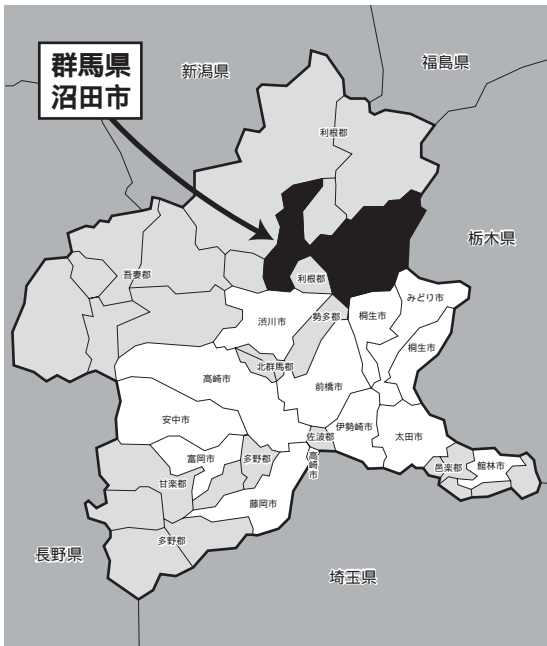 群馬県
沼田市
新潟県
福島県
利根郡
栃木県
吾妻郡
利根郡
みどり市
渋川市
勢多郡
桐生市
桐生市
北群馬郡
高崎市
前橋市
安中市
伊勢崎市
佐波郡
太田市
富岡市
多野郡
高崎市
邑楽郡
館林市
甘楽郡
藤岡市
多野郡
長野県
埼玉県